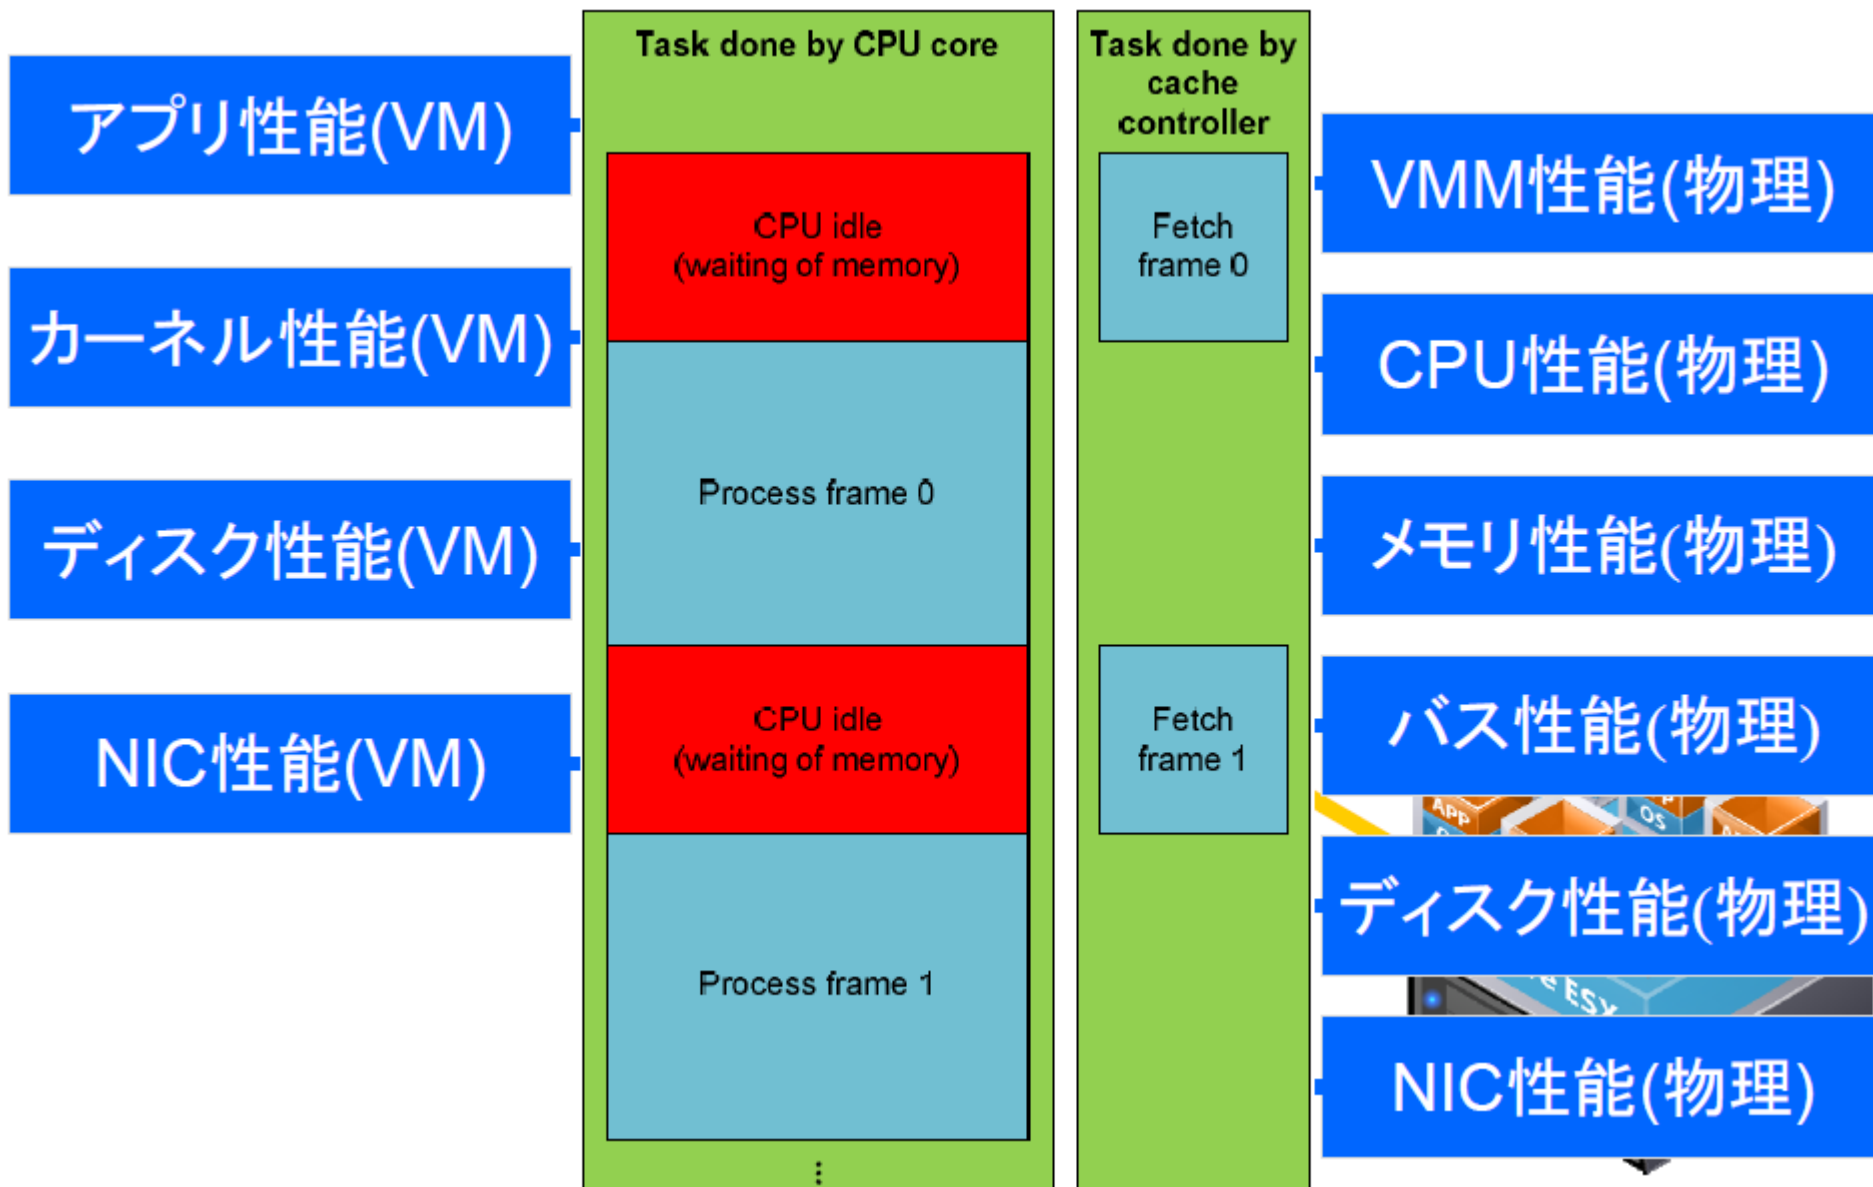 アプリ性能(VM)
カーネル性能(VM)
ディスク性能(VM)
NIC性能(VM)
Task done by CPU core
CPU idle
(waiting of memory)
Process frame 0
CPU idle
(waiting of memory)
Process frame 1
⋮
Task done by
cache
controller
Fetch
frame 0
Fetch
frame 1
VMM性能(物理)
CPU性能(物理)
メモリ性能(物理)
バス性能(物理)
APP
OS
ディスク性能(物理)
ESX
NIC性能(物理)